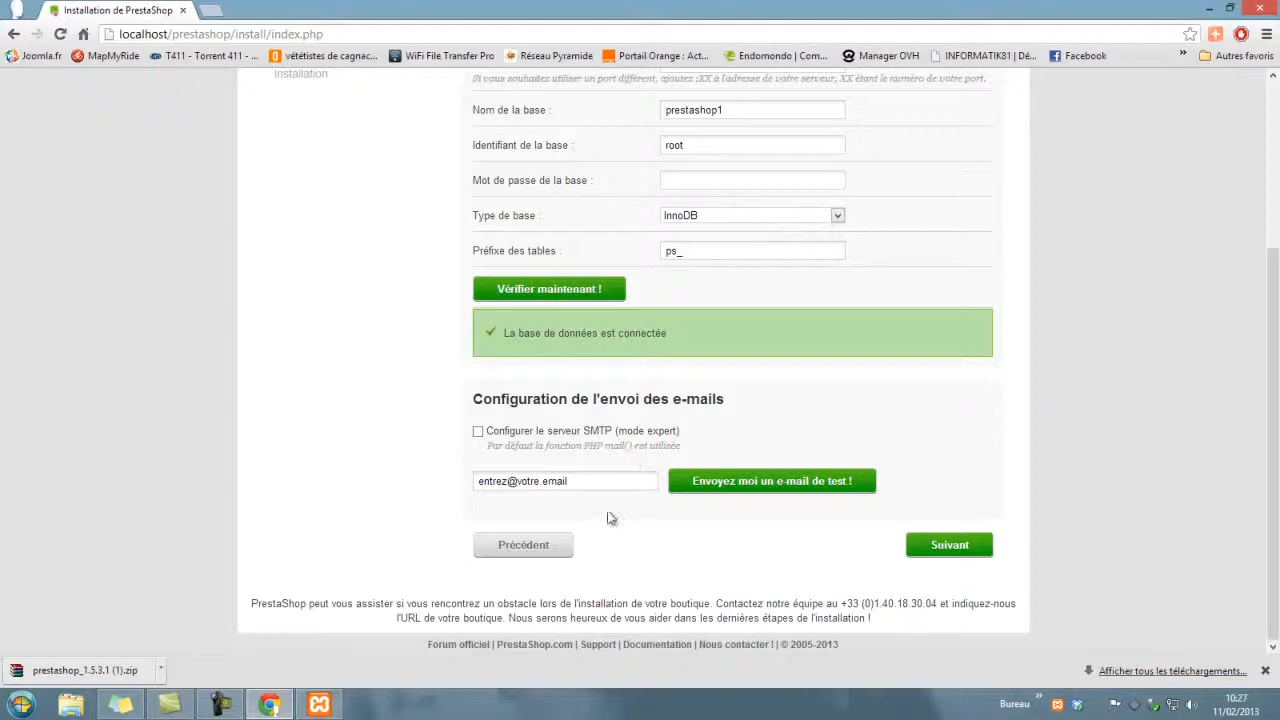 Installation de PrestaShop
localhost/prestashop/install/index.php
Joomla.fr MapMyRide T411 - Torrent 411 - ... vététistes de cagnac... WiFi File Transfer Pro Réseau Pyramide Portail Orange : Act... Endomondo | Com... Manager OVH INFORMATIK81 | Dé... Facebook » Autres favoris
Installation
Si vous souhaitez utiliser un port différent, ajoutez :XX à l'adresse de votre serveur, XX étant le numéro de votre port.
Nom de la base : prestashop1
Identifiant de la base : root
Mot de passe de la base :
Type de base : InnoDB
Préfixe des tables : ps_
Vérifier maintenant !
La base de données est connectée
Configuration de l'envoi des e-mails
Configurer le serveur SMTP (mode expert)
Par défaut la fonction PHP mail() est utilisée
entrez@votre.email Envoyez moi un e-mail de test !
Précédent Suivant
PrestaShop peut vous assister si vous rencontrez un obstacle lors de l'installation de votre boutique. Contactez notre équipe au +33 (0)1.40.18.30.04 et indiquez-nous
l'URL de votre boutique. Nous serons heureux de vous aider dans les dernières étapes de l'installation !
Forum officiel | PrestaShop.com | Support | Documentation | Nous contacter ! | © 2005-2013
prestashop_1.5.3.1 (1).zip Afficher tous les téléchargements...
Bureau » 10:27
11/02/2013